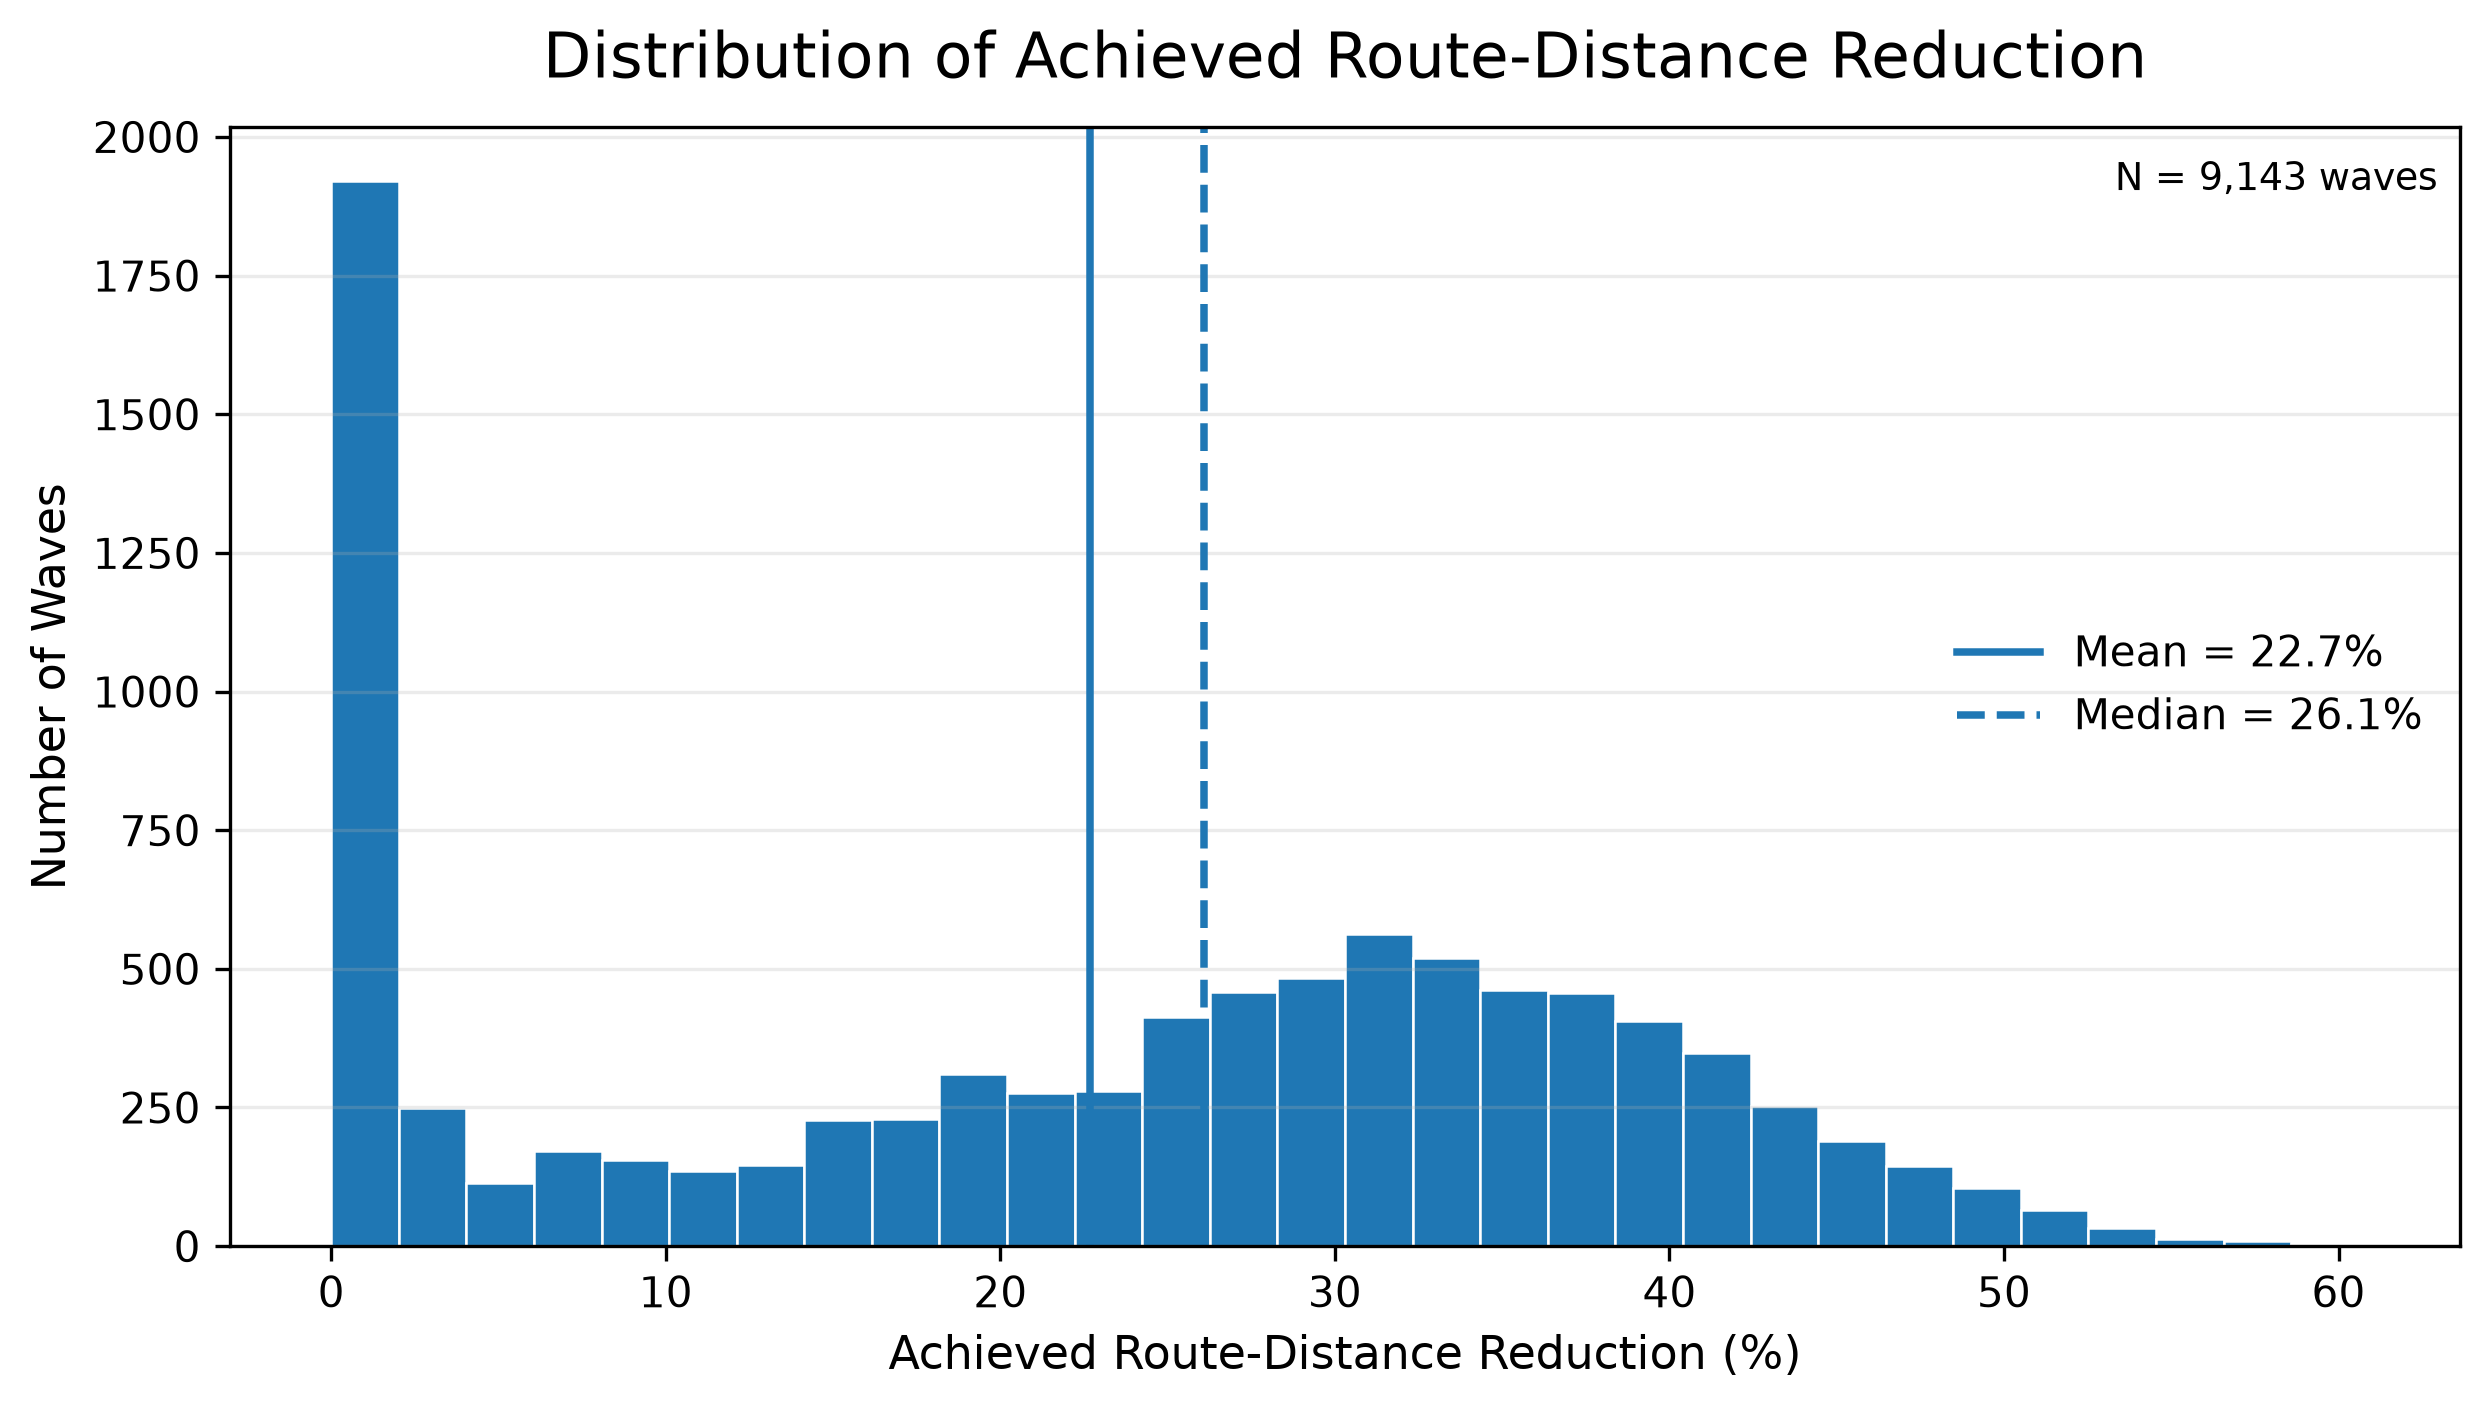 Distribution of Achieved Route-Distance Reduction
2000
1750
1500
1250
1000
750
500
250
0
Number of Waves
N = 9,143 waves
Mean = 22.7%
Median = 26.1%
0 10 20 30 40 50 60
Achieved Route-Distance Reduction (%)